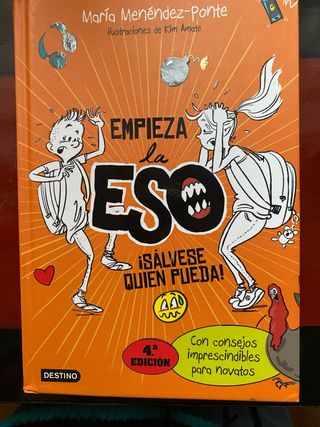 María Menéndez-Ponte
ilustraciones de Kim Amate
EMPIEZA
la
ESO
¡SÁLVESE
QUIEN PUEDA!
4.ª
EDICIÓN
Con consejos
imprescindibles
para novatos
DESTINO